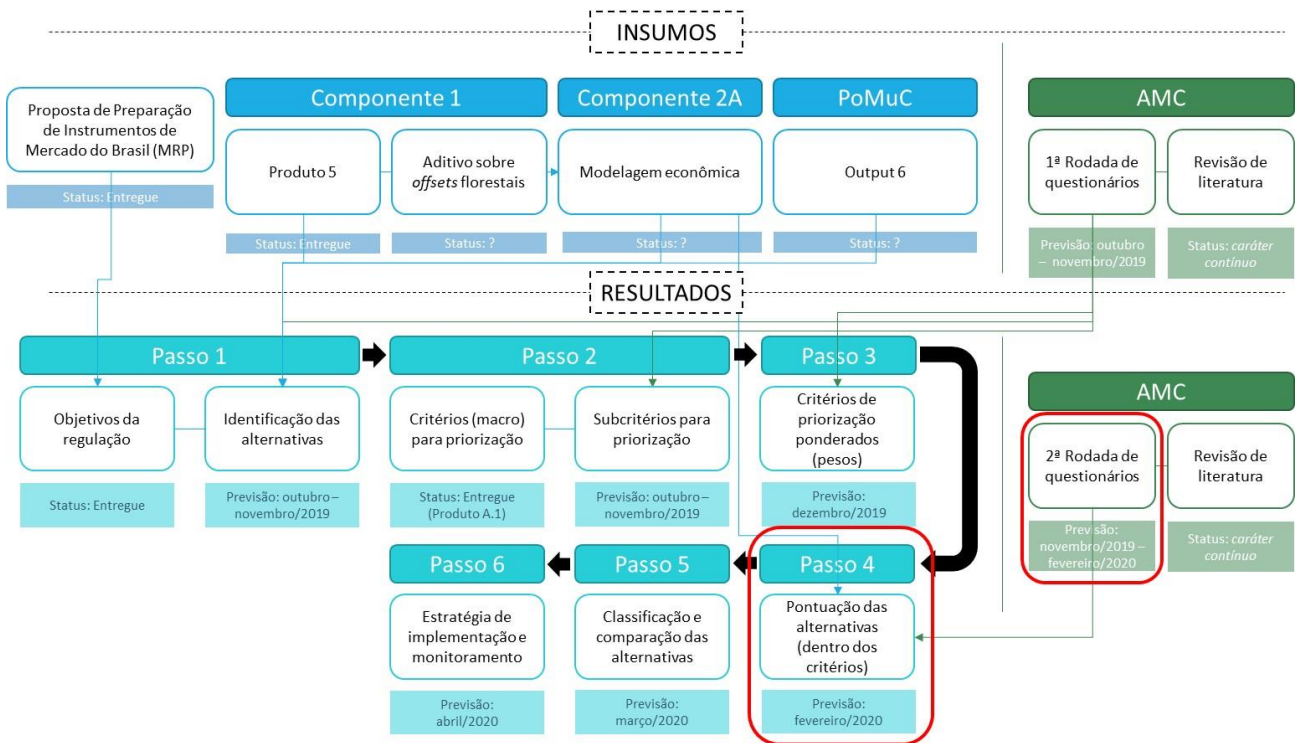 INSUMOS
Proposta de Preparação
de Instrumentos de
Mercado do Brasil (MRP)
Status: Entregue
Componente 1
Produto 5
Status: Entregue
Aditivo sobre
offsets florestais
Status: ?
Componente 2A
Modelagem econômica
Status: ?
PoMuC
Output 6
Status: ?
AMC
1ª Rodada de
questionários
Previsão: outubro
– novembro/2019
Revisão de
literatura
Status: caráter
contínuo
RESULTADOS
Passo 1
Objetivos da
regulação
Status: Entregue
Identificação das
alternativas
Previsão: outubro –
novembro/2019
Passo 2
Critérios (macro)
para priorização
Status: Entregue
(Produto A.1)
Subcritérios para
priorização
Previsão: outubro –
novembro/2019
Passo 3
Critérios de
priorização
ponderados
(pesos)
Previsão:
dezembro/2019
AMC
2ª Rodada de
questionários
Previsão:
novembro/2019 –
fevereiro/2020
Revisão de
literatura
Status: caráter
contínuo
Passo 6
Estratégia de
implementação e
monitoramento
Previsão:
abril/2020
Passo 5
Classificação e
comparação das
alternativas
Previsão:
março/2020
Passo 4
Pontuação das
alternativas
(dentro dos
critérios)
Previsão:
fevereiro/2020